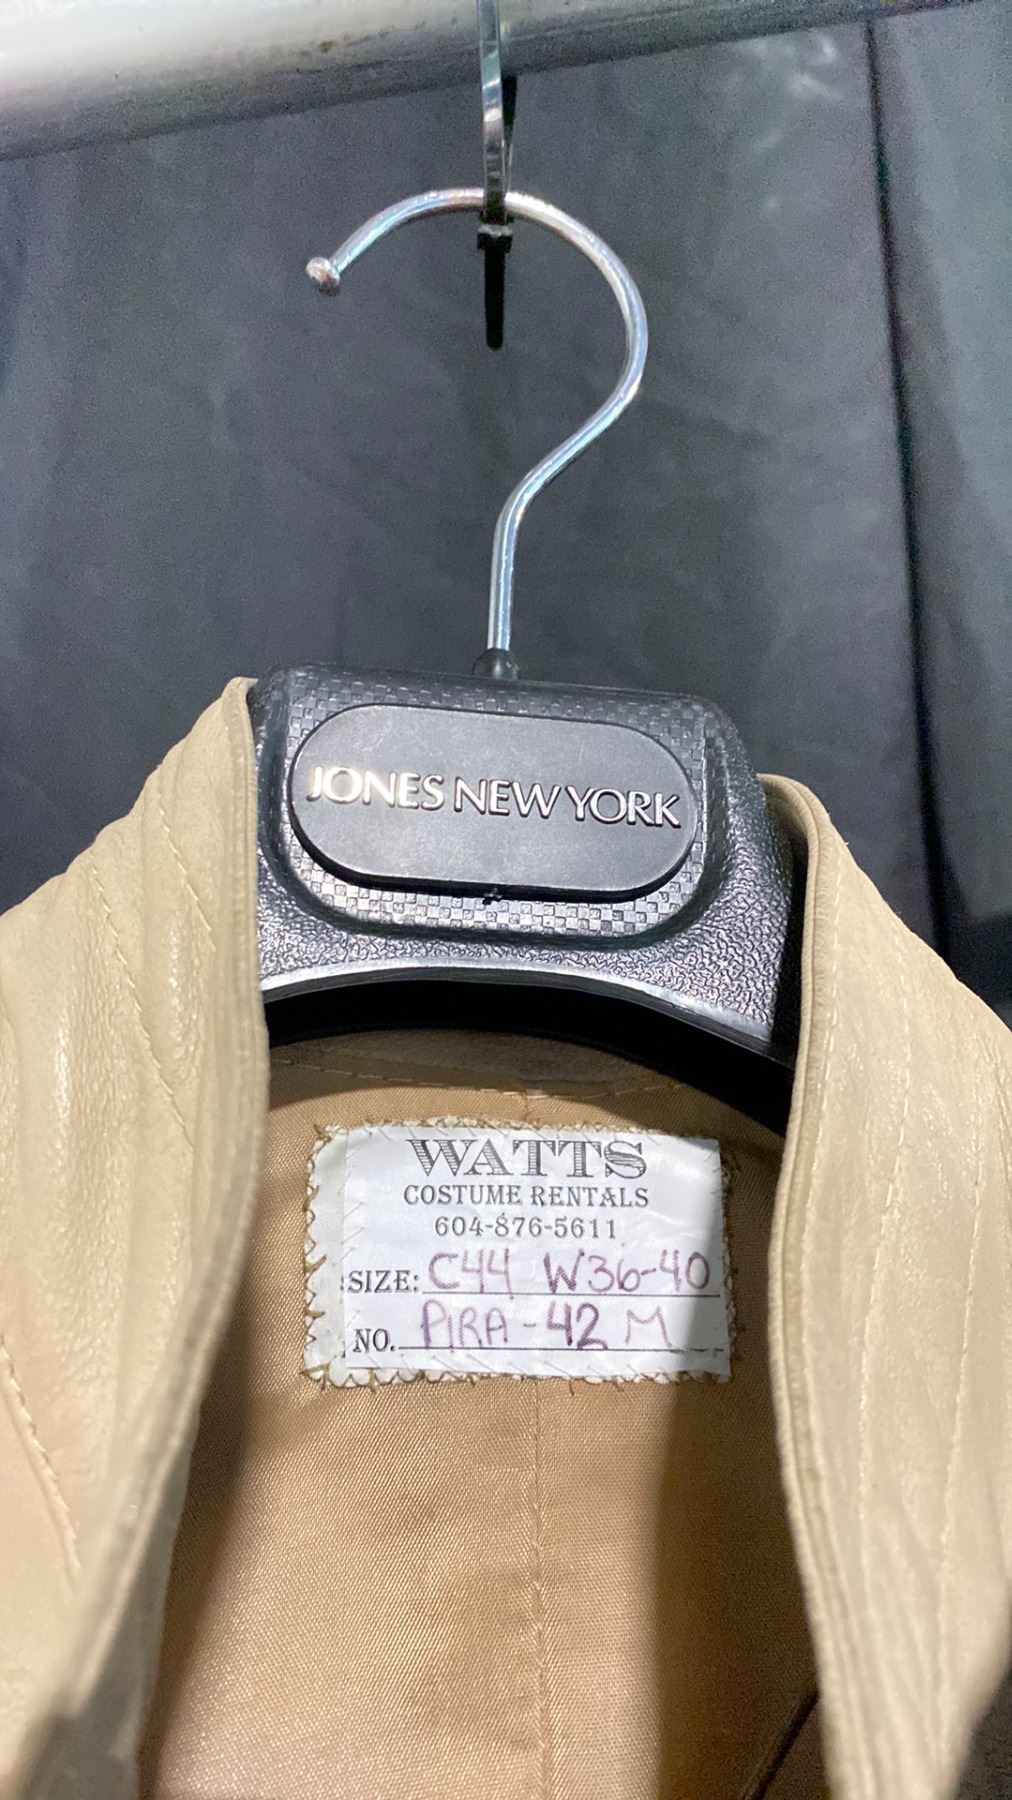 JONES NEW YORK
WATTS
COSTUME RENTALS
604-876-5611
SIZE: C44 W36-40
NO. PIRA-42 M